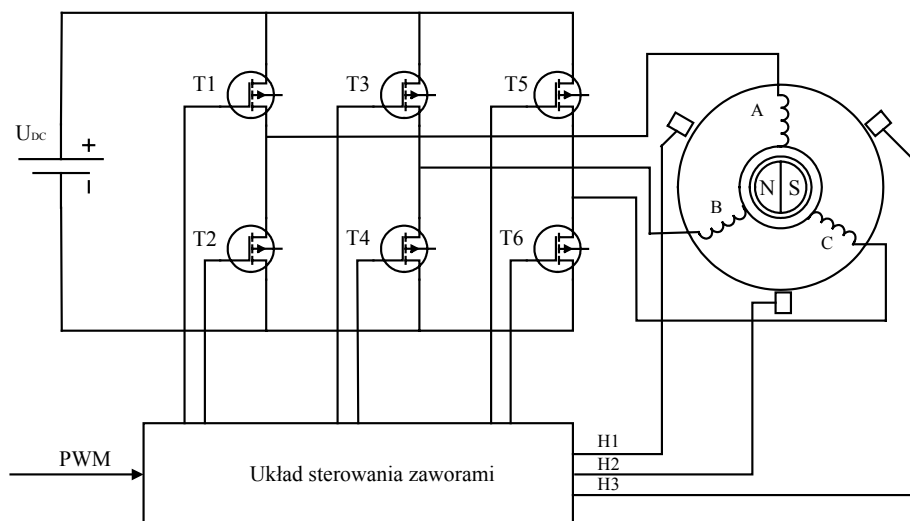 T1
T3
T5
A
UDC
+
N S
B
C
T2
T4
T6
H1
PWM
H2
Układ sterowania zaworami
H3